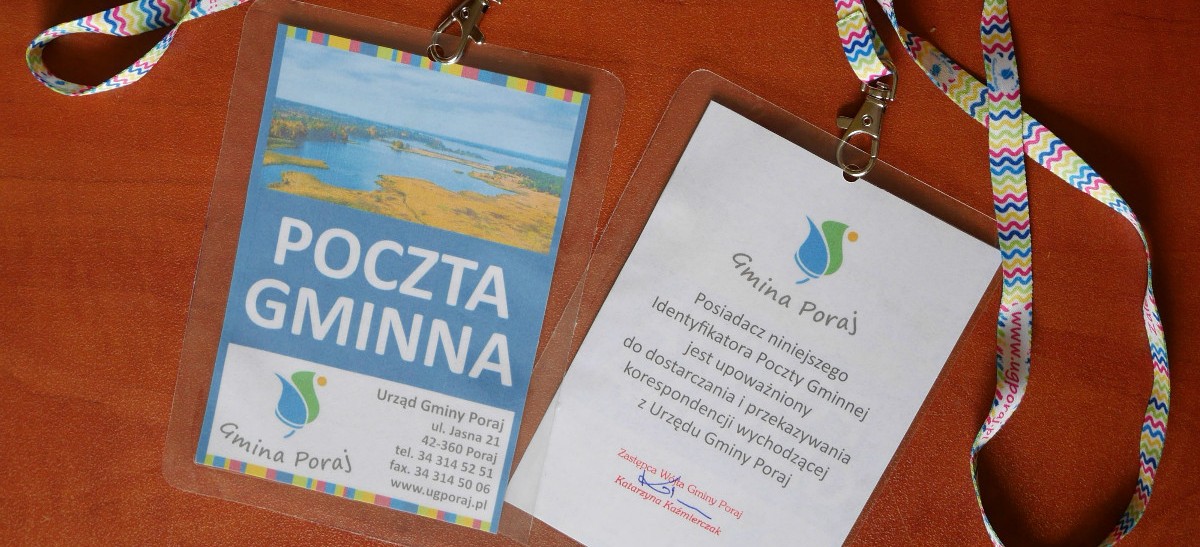 POCZTA
GMINNA
Gmina Poraj
Urząd Gminy Poraj
ul. Jasna 21
42-360 Poraj
tel. 34 314 52 51
fax. 34 314 50 06
www.ugporaj.pl
Gmina Poraj
Posiadacz niniejszego
Identyfikatora Poczty Gminnej
jest upoważniony
do dostarczania i przekazywania
korespondencji wychodzącej
z Urzędu Gminy Poraj
Zastępca Wójta Gminy Poraj
Katarzyna Kaźmierczak
www.ugporaj.